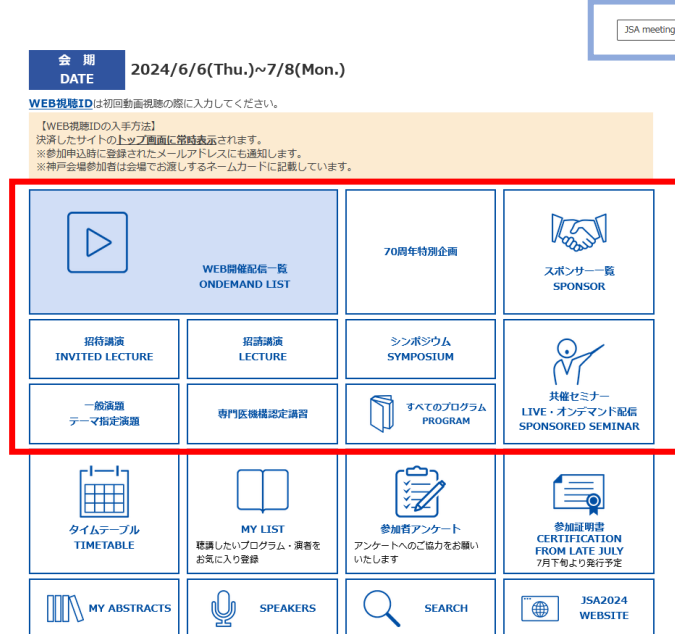 JSA meeting
会 期
DATE
2024/6/6(Thu.)~7/8(Mon.)
WEB視聴IDは初回動画視聴の際に入力してください。
【WEB視聴IDの入手方法】
決済したサイトのトップ画面に常時表示されます。
※参加申込時に登録されたメールアドレスにも通知します。
※神戸会場参加者は会場でお渡しするネームカードに記載しています。
WEB開催配信一覧
ONDEMAND LIST
70周年特別企画
スポンサー一覧
SPONSOR
招待講演
INVITED LECTURE
招請講演
LECTURE
シンポジウム
SYMPOSIUM
共催セミナー
LIVE・オンデマンド配信
SPONSORED SEMINAR
一般演題
テーマ指定演題
専門医機構認定講習
すべてのプログラム
PROGRAM
タイムテーブル
TIMETABLE
MY LIST
聴講したいプログラム・演者を
お気に入り登録
参加者アンケート
アンケートへのご協力をお願い
いたします
参加証明書
CERTIFICATION
FROM LATE JULY
7月下旬より発行予定
MY ABSTRACTS
SPEAKERS
SEARCH
JSA2024
WEBSITE